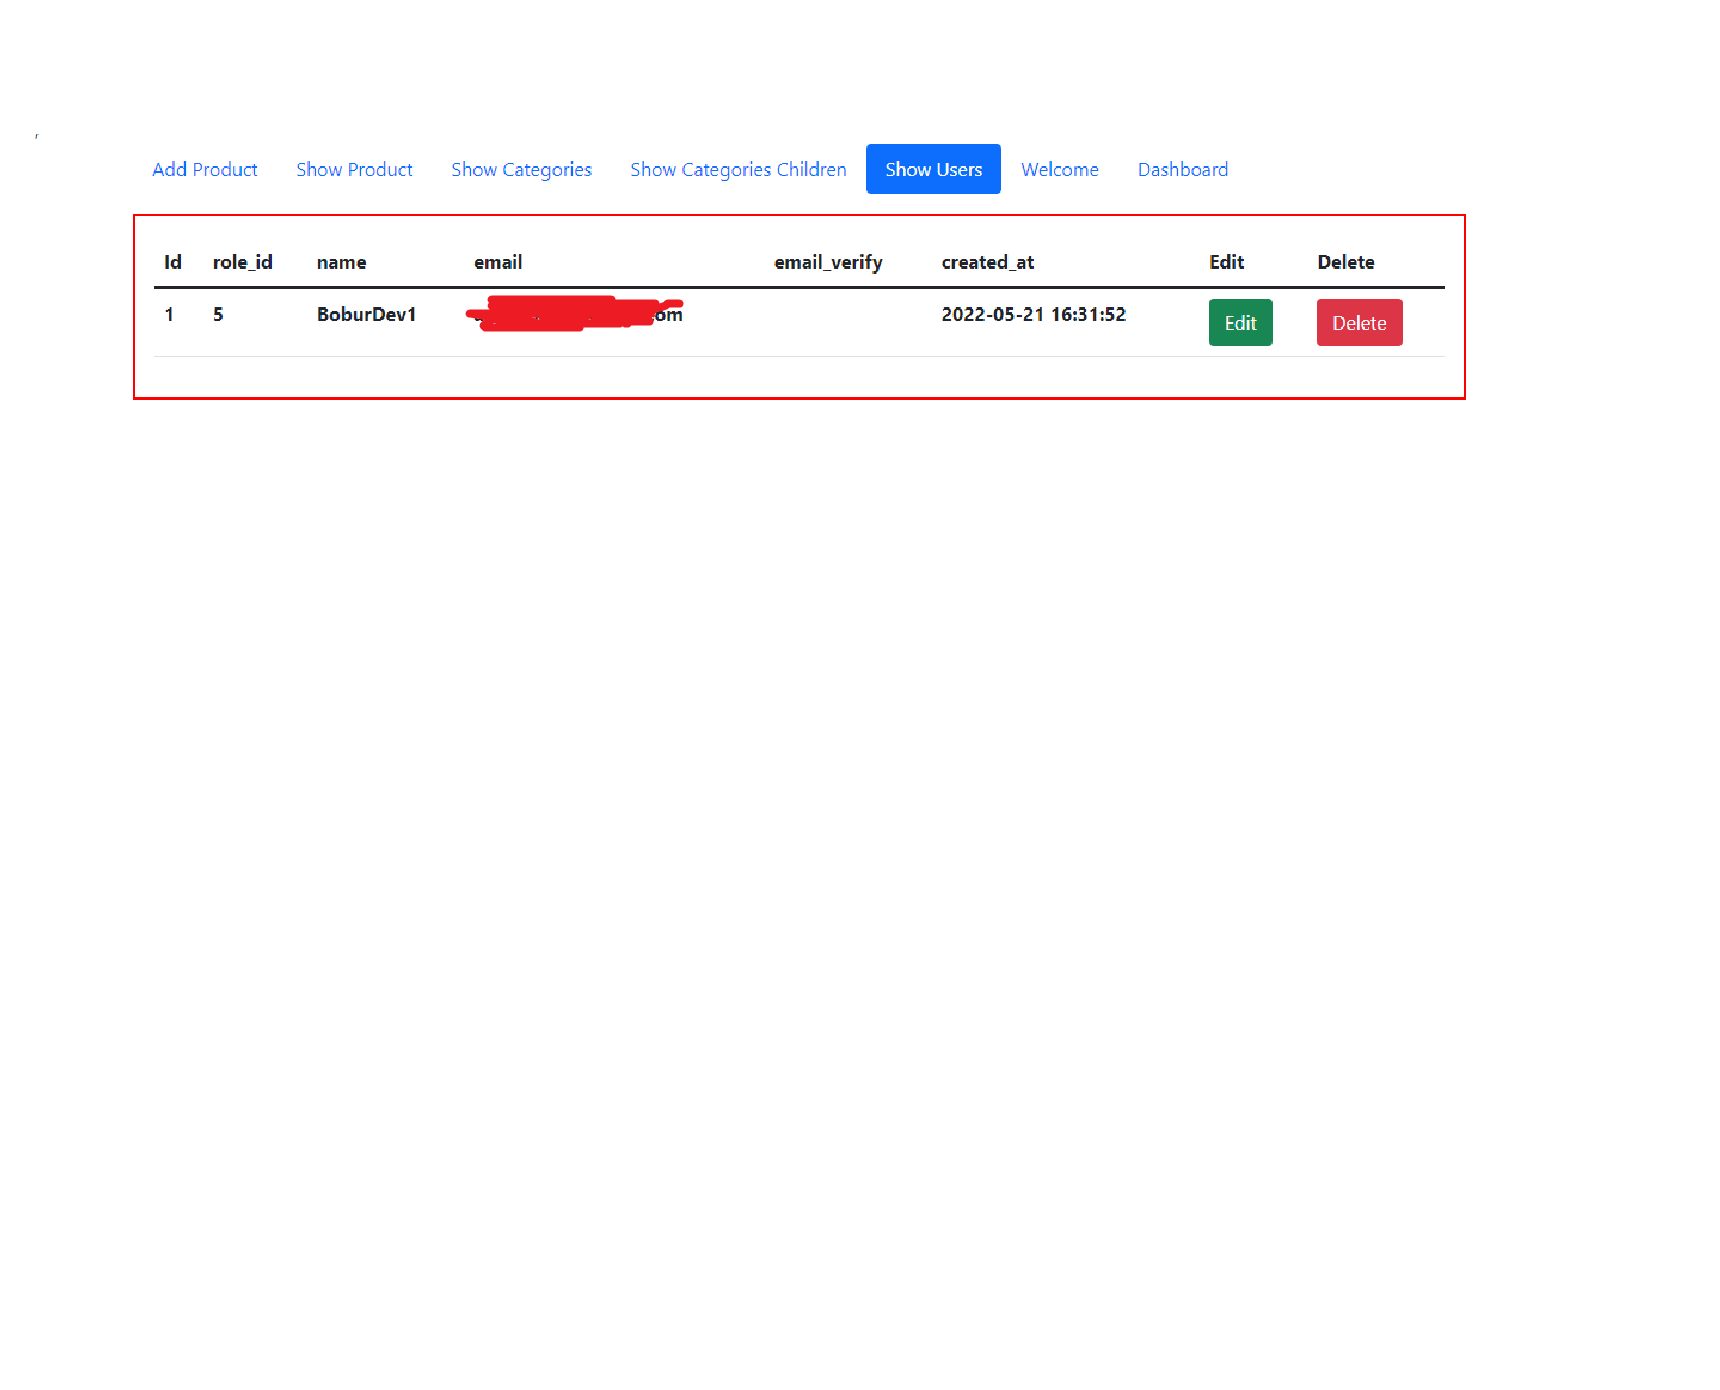 Add Product Show Product Show Categories Show Categories Children Show Users Welcome Dashboard
Id role_id name email email_verify created_at Edit Delete
1 5 BoburDev1 om 2022-05-21 16:31:52 Edit Delete